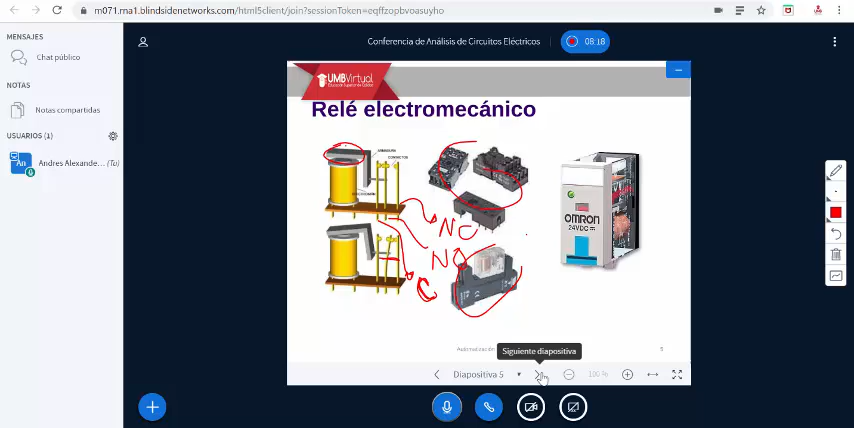 m071.rna1.blindsidenetworks.com/html5client/join?sessionToken=eqffzopbvoasuyho
MENSAJES
Chat público
NOTAS
Notas compartidas
USUARIOS (1)
An
Andres Alexande... (Tú)
Conferencia de Análisis de Circuitos Eléctricos
08:18
UMBVirtual
Relé electromecánico
ARMADURA
CONTACTOS
NC
NO
C
OMRON
24VDC
Automatización
5
Siguiente diapositiva
Diapositiva 5
100 %